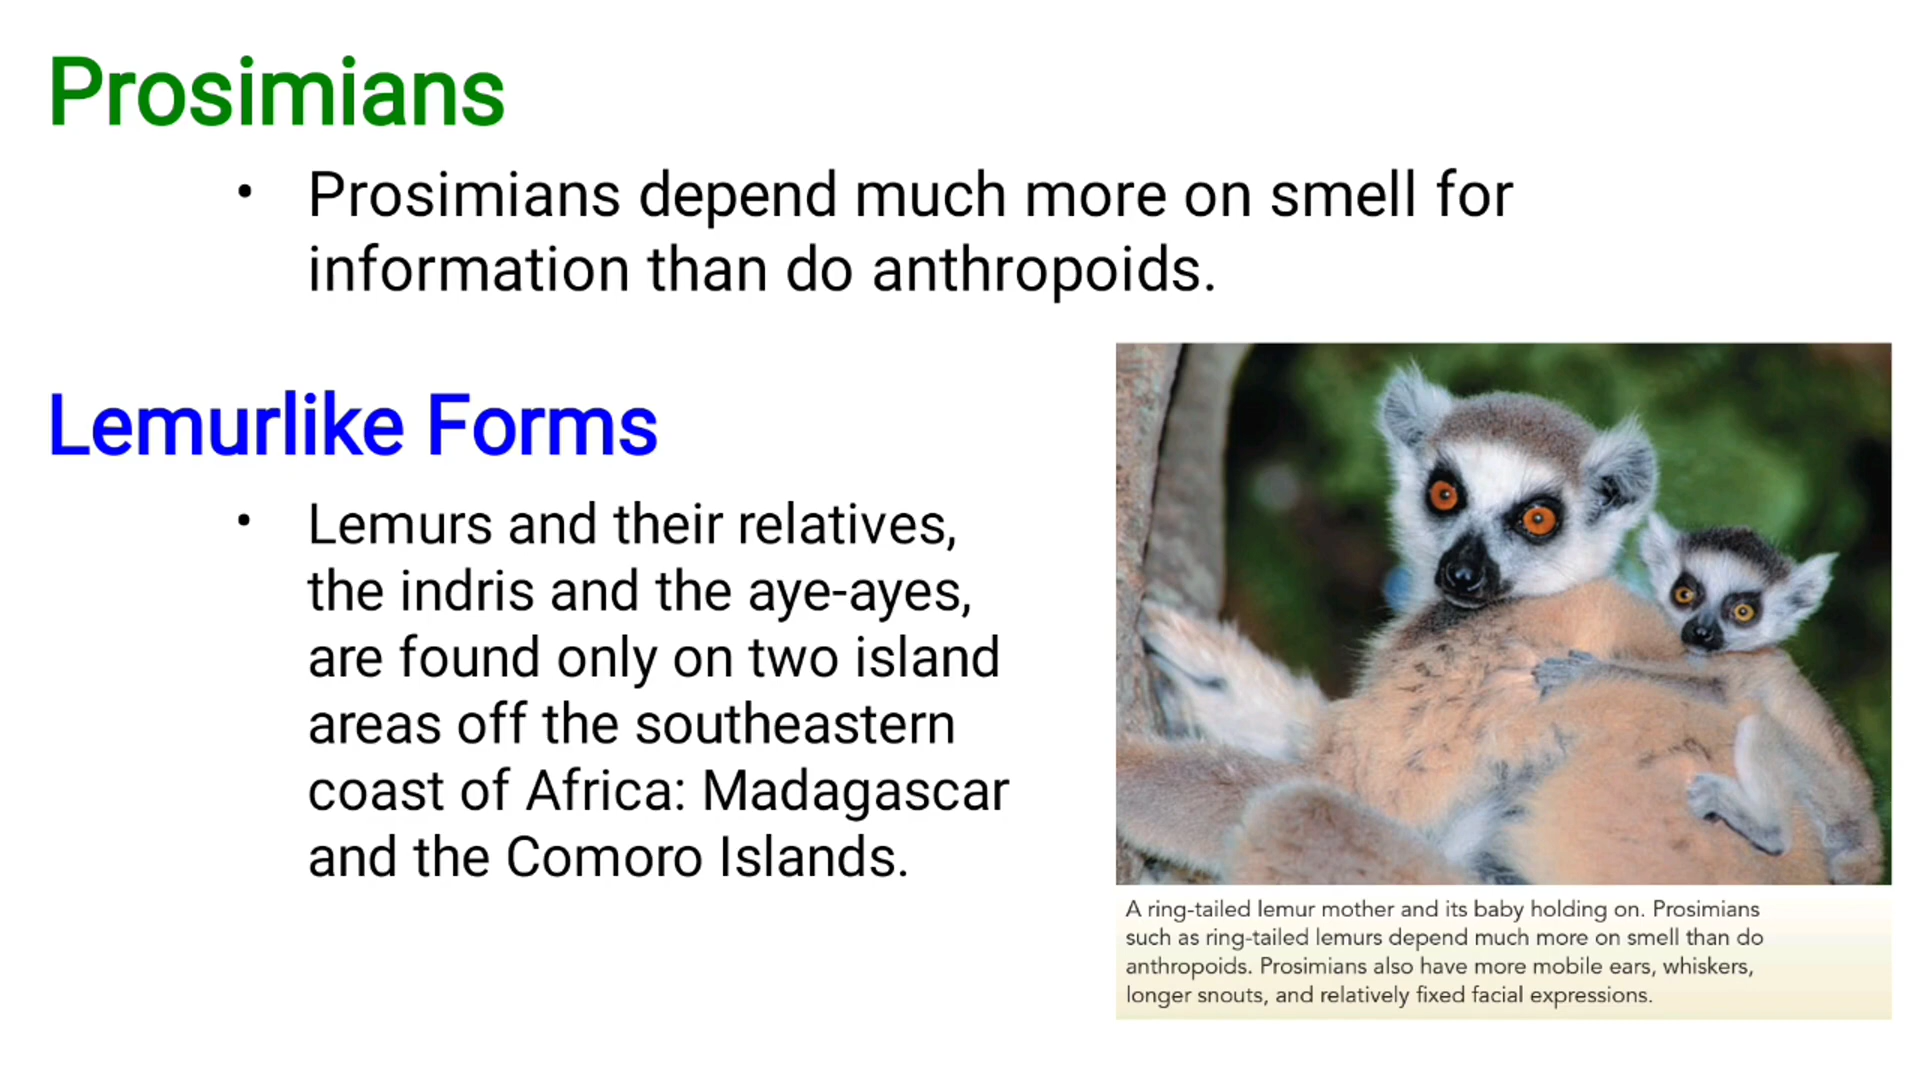 Prosimians
• Prosimians depend much more on smell for
information than do anthropoids.
Lemurlike Forms
• Lemurs and their relatives,
the indris and the aye-ayes,
are found only on two island
areas off the southeastern
coast of Africa: Madagascar
and the Comoro Islands.
A ring-tailed lemur mother and its baby holding on. Prosimians
such as ring-tailed lemurs depend much more on smell than do
anthropoids. Prosimians also have more mobile ears, whiskers,
longer snouts, and relatively fixed facial expressions.